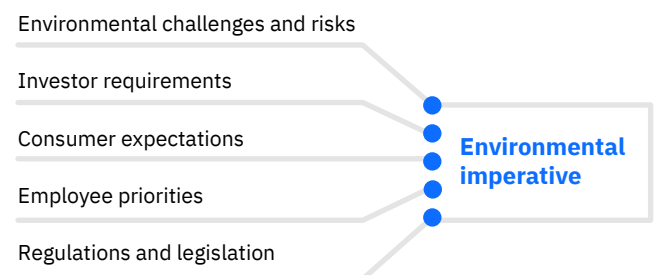 Environmental challenges and risks
Investor requirements
Consumer expectations
Employee priorities
Regulations and legislation
Environmental
imperative